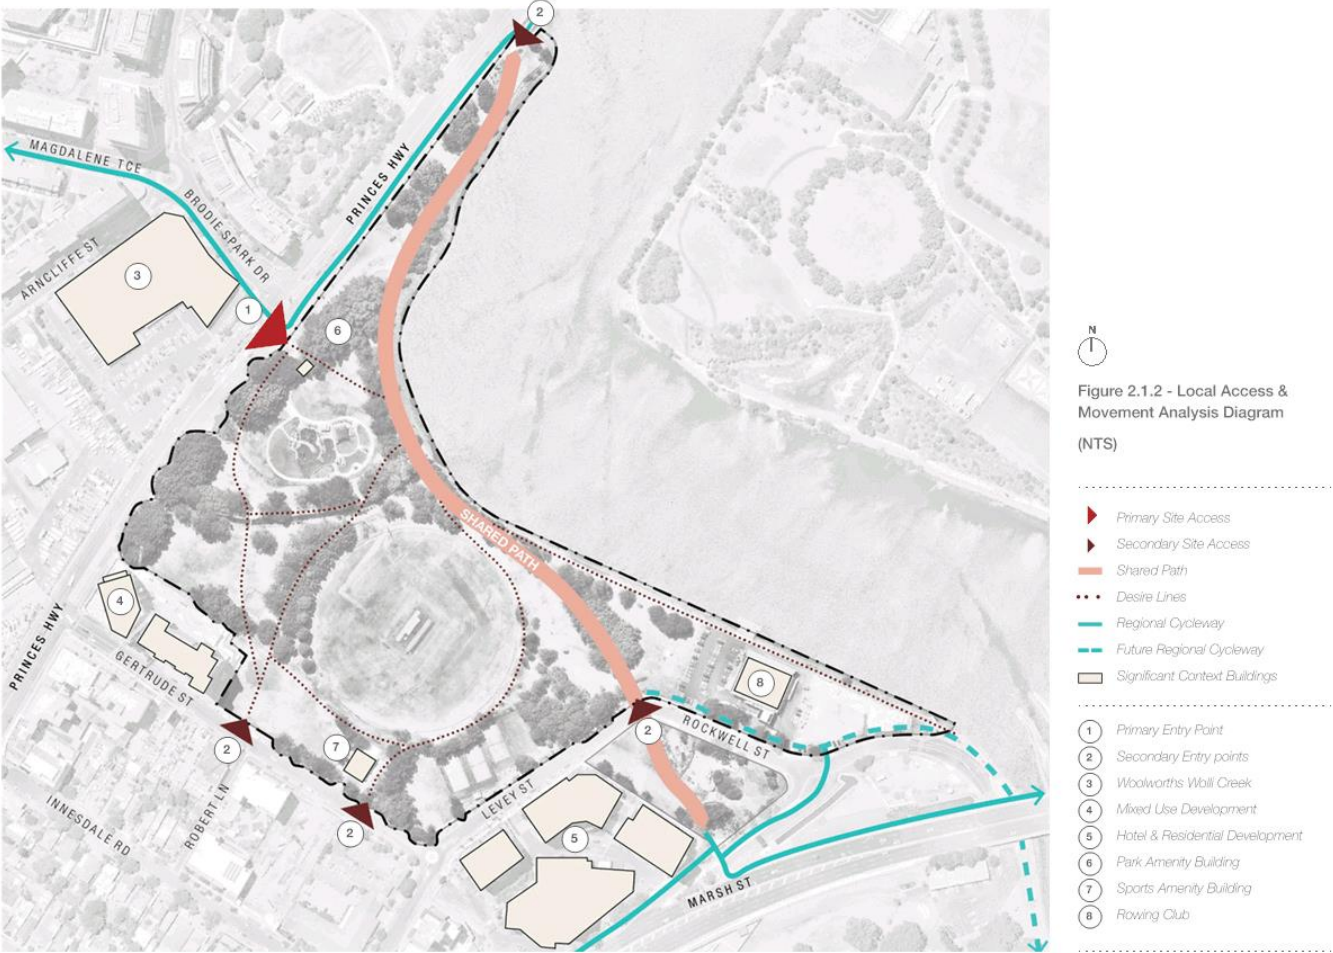 2
MAGDALENE TCE
PRINCES HWY
BRODIE SPARK DR
ARNCLIFFE ST
3
1
6
SHARED PATH
4
PRINCES HWY
GERTRUDE ST
8
2
ROCKWELL ST
2
7
LEVEY ST
INNESDALE RD
ROBERT LN
2
5
MARSH ST
N
Figure 2.1.2 - Local Access &
Movement Analysis Diagram
(NTS)
Primary Site Access
Secondary Site Access
Shared Path
Desire Lines
Regional Cycleway
Future Regional Cycleway
Significant Context Buildings
1 Primary Entry Point
2 Secondary Entry points
3 Woolworths Wolli Creek
4 Mixed Use Development
5 Hotel & Residential Development
6 Park Amenity Building
7 Sports Amenity Building
8 Rowing Club